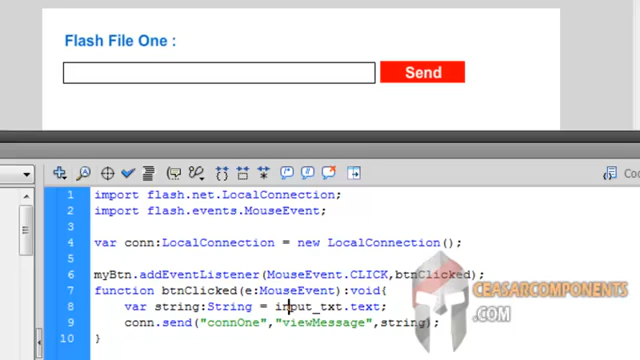 Flash File One :
Send
Co
1 import flash.net.LocalConnection;
2 import flash.events.MouseEvent;
3
4 var conn:LocalConnection = new LocalConnection();
5
6 myBtn.addEventListener(MouseEvent.CLICK,btnClicked);
7 function btnClicked(e:MouseEvent):void{
8 var string:String = input_txt.text;
9 conn.send("connOne","viewMessage",string);
10 }
CEASARCOMPONENTS
.COM